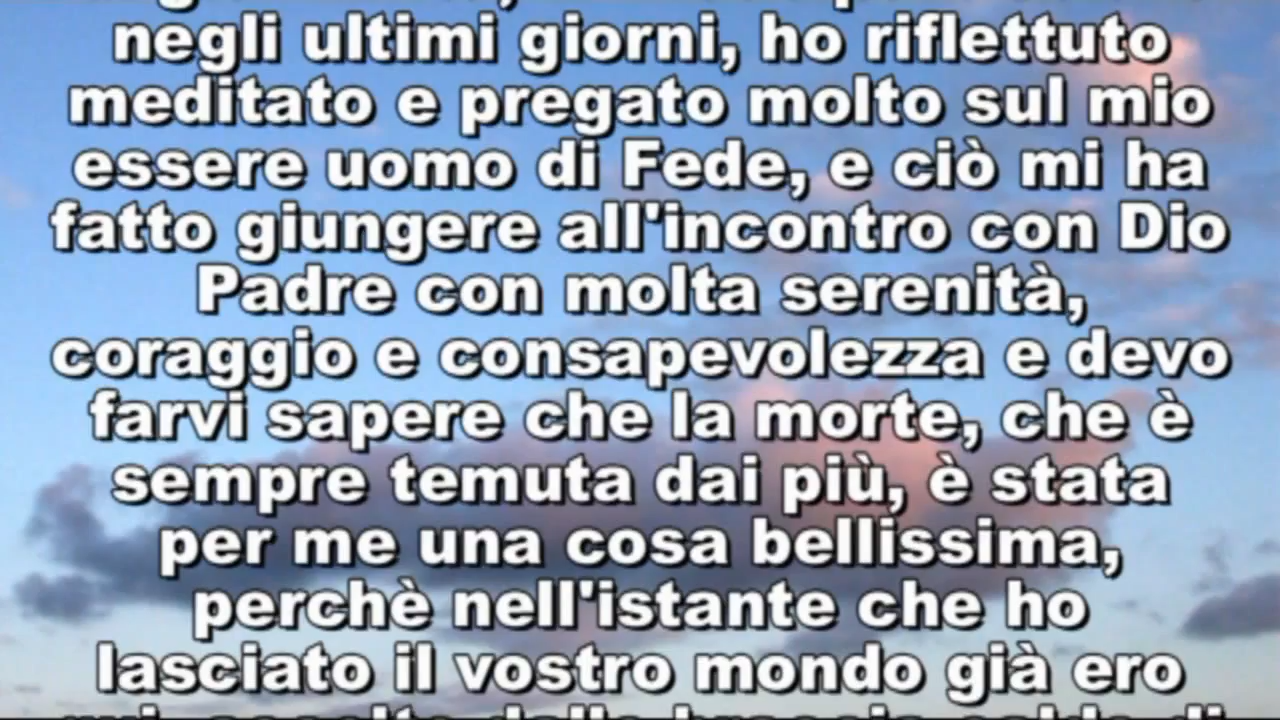 negli ultimi giorni, ho riflettuto
meditato e pregato molto sul mio
essere uomo di Fede, e ciò mi ha
fatto giungere all'incontro con Dio
Padre con molta serenità,
coraggio e consapevolezza e devo
farvi sapere che la morte, che è
sempre temuta dai più, è stata
per me una cosa bellissima,
perchè nell'istante che ho
lasciato il vostro mondo già ero